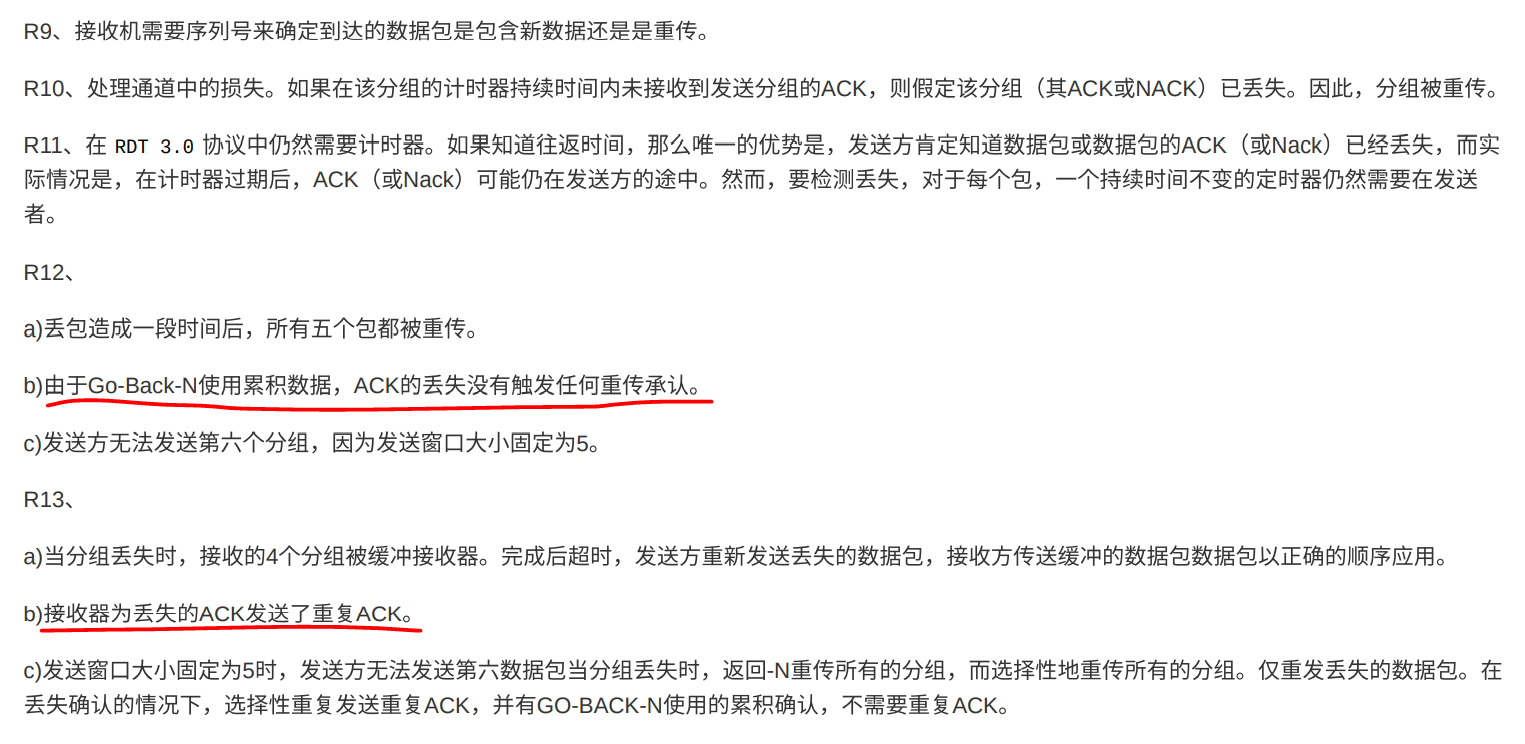 R9、接收机需要序列号来确定到达的数据包是包含新数据还是是重传。
R10、处理通道中的损失。如果在该分组的计时器持续时间内未接收到发送分组的ACK，则假定该分组（其ACK或NACK）已丢失。因此，分组被重传。
R11、在 RDT 3.0 协议中仍然需要计时器。如果知道往返时间，那么唯一的优势是，发送方肯定知道数据包或数据包的ACK（或Nack）已经丢失，而实
际情况是，在计时器过期后，ACK（或Nack）可能仍在发送方的途中。然而，要检测丢失，对于每个包，一个持续时间不变的定时器仍然需要在发送
者。
R12、
a)丢包造成一段时间后，所有五个包都被重传。
b)由于Go-Back-N使用累积数据，ACK的丢失没有触发任何重传承认。
c)发送方无法发送第六个分组，因为发送窗口大小固定为5。
R13、
a)当分组丢失时，接收的4个分组被缓冲接收器。完成后超时，发送方重新发送丢失的数据包，接收方传送缓冲的数据包数据包以正确的顺序应用。
b)接收器为丢失的ACK发送了重复ACK。
c)发送窗口大小固定为5时，发送方无法发送第六数据包当分组丢失时，返回-N重传所有的分组，而选择性地重传所有的分组。仅重发丢失的数据包。在
丢失确认的情况下，选择性重复发送重复ACK，并有GO-BACK-N使用的累积确认，不需要重复ACK。